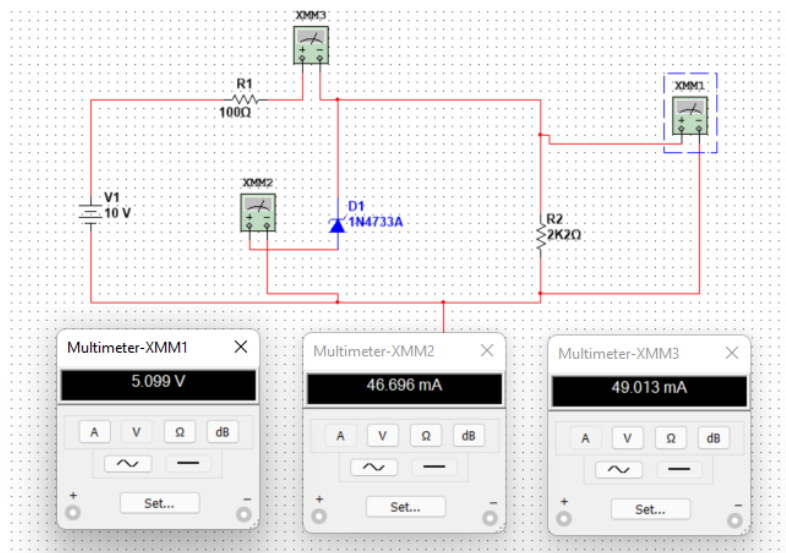 XMM3
R1
100Ω
XMM1
V1
10 V
XMM2
D1
1N4733A
R2
2K2Ω
Multimeter-XMM1
5.099 V
A V Ω dB
Set...
Multimeter-XMM2
46.696 mA
A V Ω dB
Set...
Multimeter-XMM3
49.013 mA
A V Ω dB
Set...